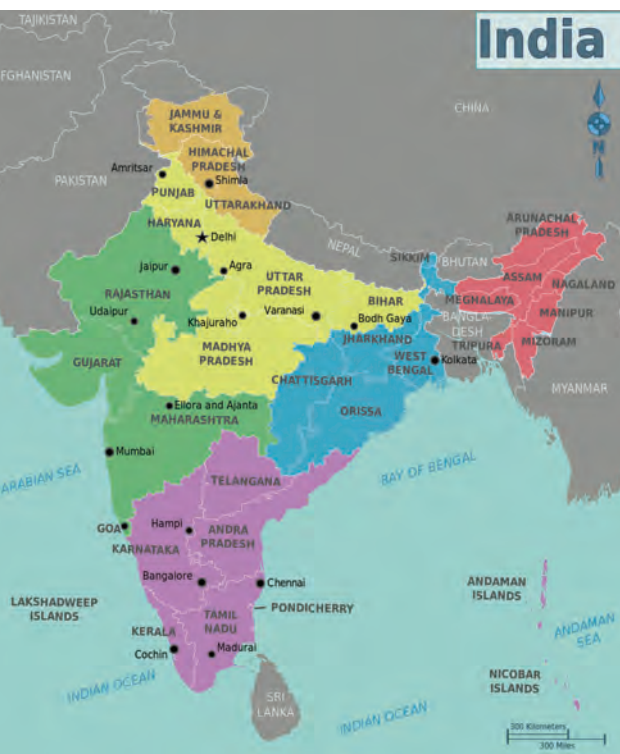 TAJIKISTAN
India
FGHANISTAN
CHINA
JAMMU &
KASHMIR
N
HIMACHAL
PRADESH
Amritsar
Shimla
PAKISTAN
PUNJAB
UTTARAKHAND
ARUNACHAL
PRADESH
HARYANA
Delhi
NEPAL
SIKKIM
BHUTAN
Jaipur
Agra
ASSAM
NAGALAND
UTTAR
PRADESH
RAJASTHAN
BIHAR
MEGHALAYA
MANIPUR
Udaipur
Khajuraho
Varanasi
Bodh Gaya
BANGLA-
DESH
JHARKHAND
TRIPURA
MIZORAM
GUJARAT
MADHYA
PRADESH
WEST
BENGAL
Kolkata
CHATTISGARH
MYANMAR
Ellora and Ajanta
MAHARASHTRA
ORISSA
Mumbai
ARABIAN SEA
BAY OF BENGAL
TELANGANA
GOA
Hampi
ANDRA
PRADESH
KARNATAKA
Bangalore
Chennai
ANDAMAN
ISLANDS
LAKSHADWEEP
ISLANDS
PONDICHERRY
TAMIL
NADU
ANDAMAN
SEA
KERALA
Cochin
Madurai
INDIAN OCEAN
NICOBAR
ISLANDS
SRI
LANKA
INDIAN OCEAN
300 Kilometers
300 Miles